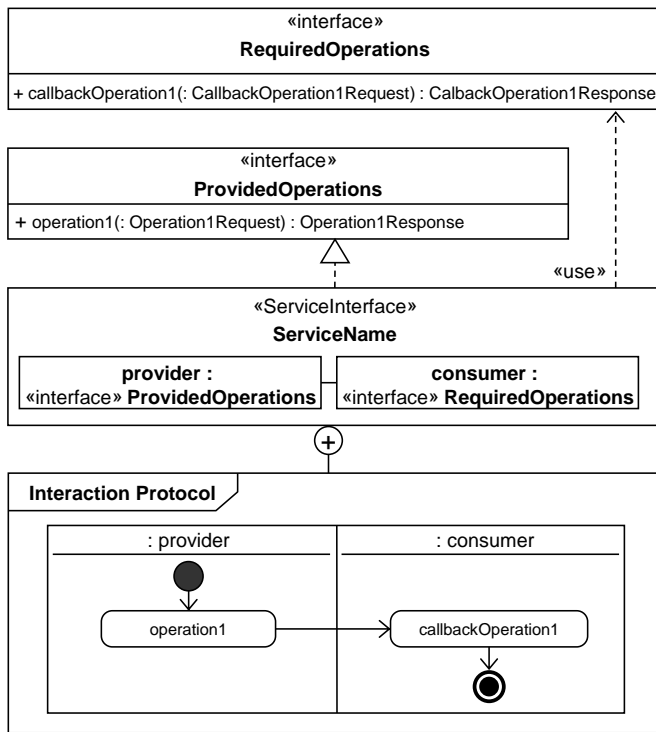 «interface»
RequiredOperations
+ callbackOperation1(: CallbackOperation1Request) : CalbackOperation1Response
«interface»
ProvidedOperations
+ operation1(: Operation1Request) : Operation1Response
«use»
«ServiceInterface»
ServiceName
provider :
«interface» ProvidedOperations
consumer :
«interface» RequiredOperations
+
Interaction Protocol
: provider
: consumer
operation1
callbackOperation1